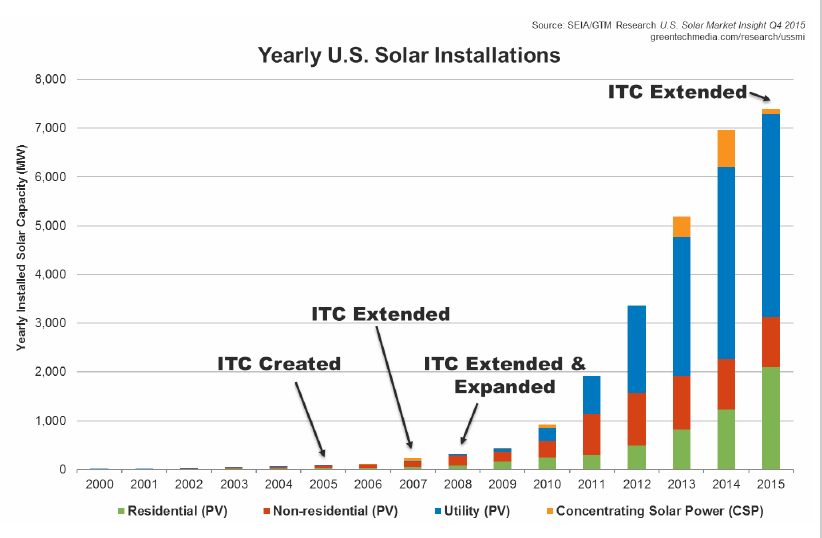 Source: SEIA/GTM Research U.S. Solar Market Insight Q4 2015
greentechmedia.com/research/ussmi
Yearly U.S. Solar Installations
Yearly Installed Solar Capacity (MW)
8,000
7,000
6,000
5,000
4,000
3,000
2,000
1,000
0
ITC Extended
ITC Extended
ITC Created
ITC Extended &
Expanded
2000 2001 2002 2003 2004 2005 2006 2007 2008 2009 2010 2011 2012 2013 2014 2015
Residential (PV) Non-residential (PV) Utility (PV) Concentrating Solar Power (CSP)